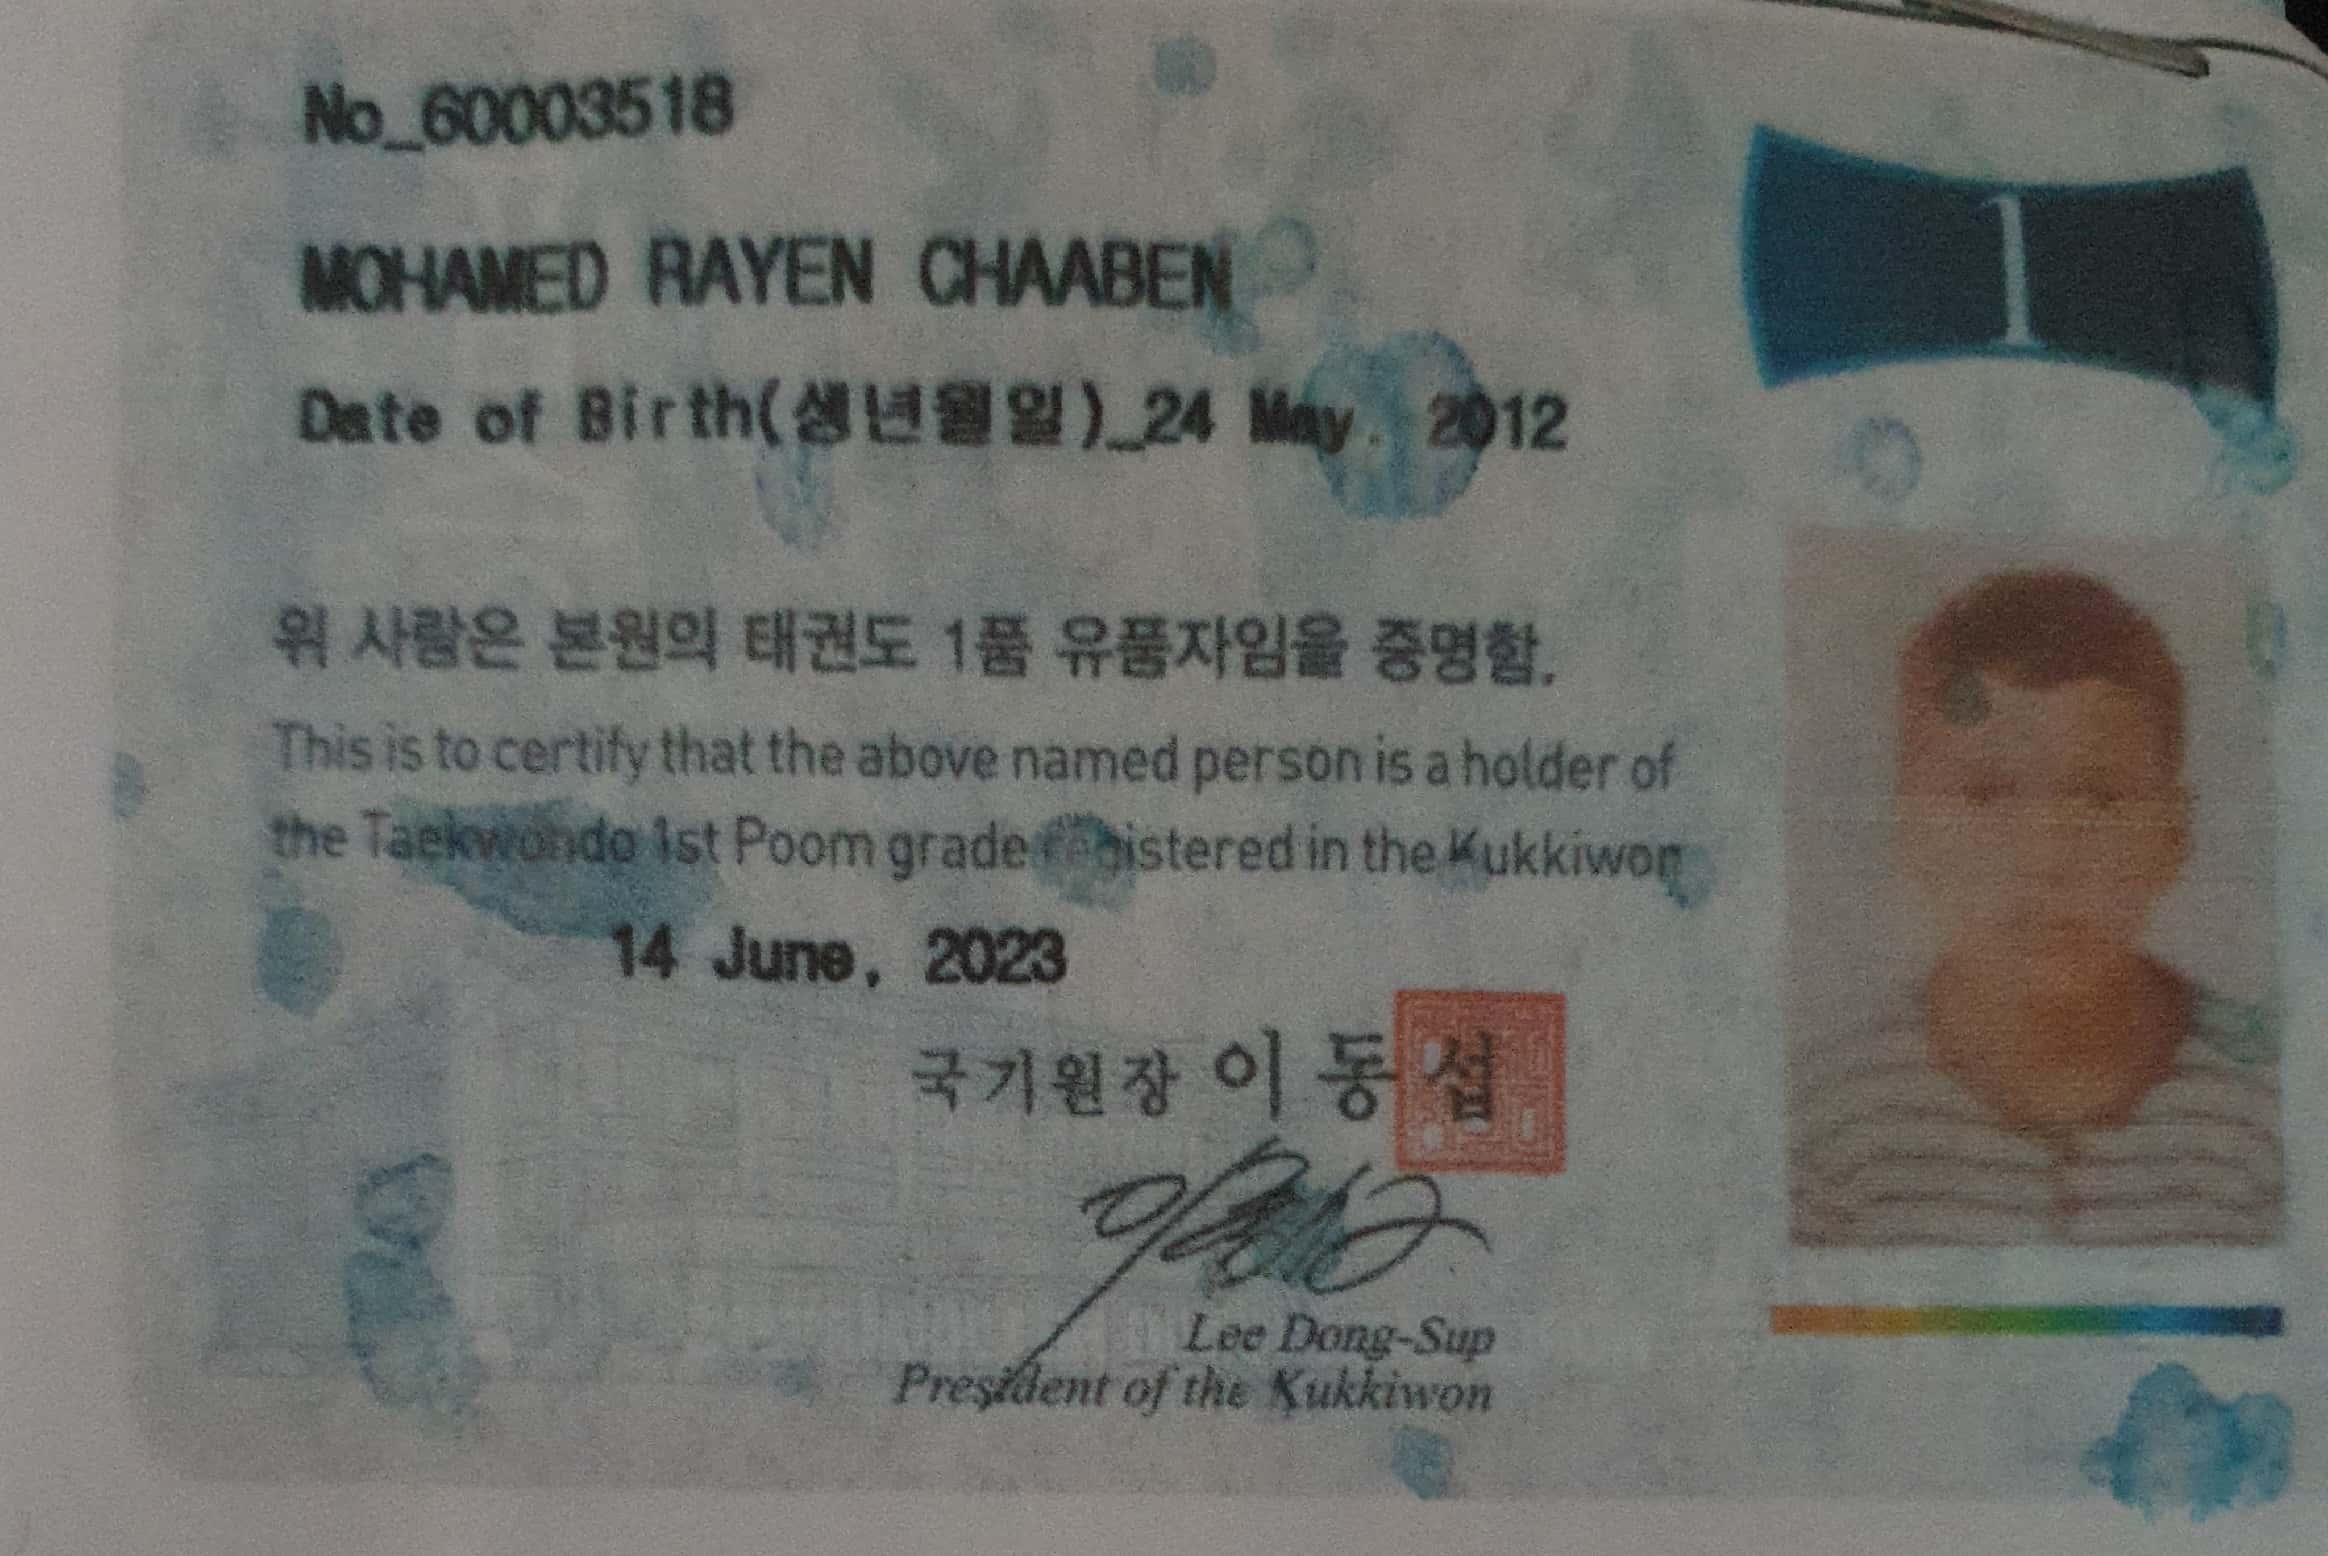 No_60003518
1
MOHAMED RAYEN CHAABEN
Date of Birth(생년월일)_24 May. 2012
위 사람은 본원의 태권도 1품 유품자임을 증명함.
This is to certify that the above named person is a holder of
the Taekwondo 1st Poom grade registered in the Kukkiwon
14 June, 2023
국기원장 이동섭
Lee Dong-Sup
President of the Kukkiwon